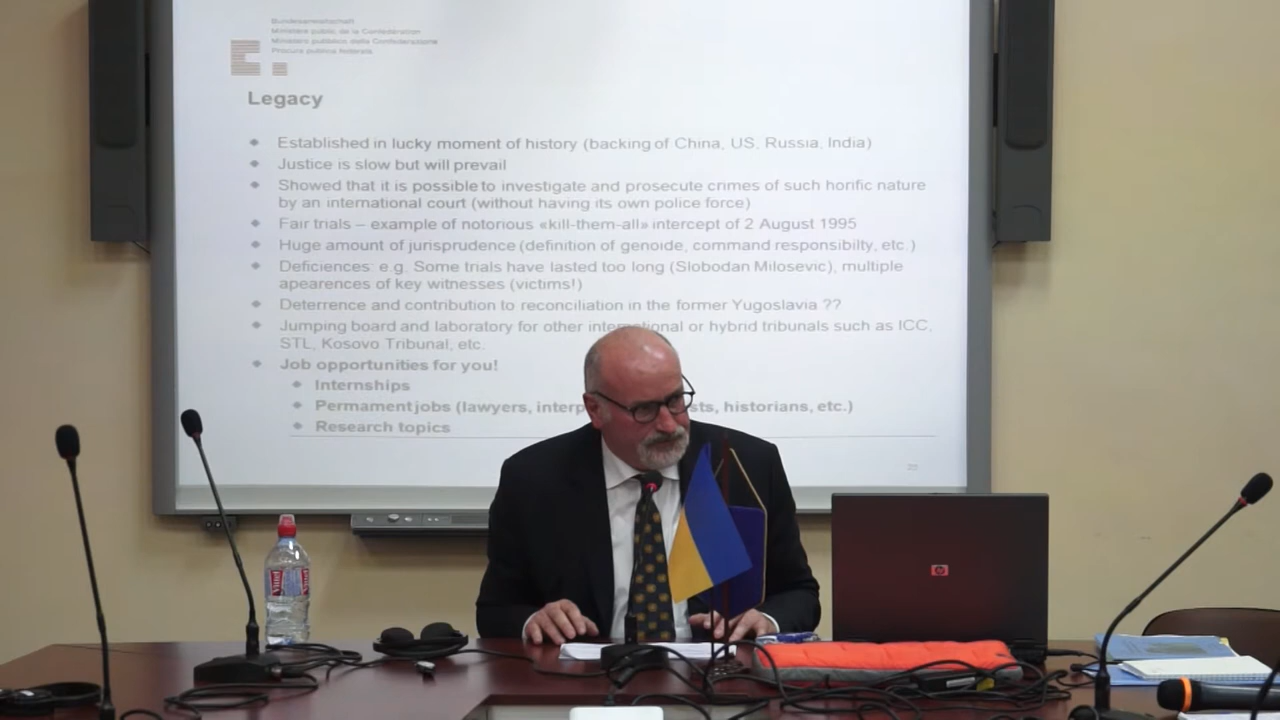 Bundesanwaltschaft
Ministère public de la Confédération
Ministero pubblico della Confederazione
Procura publica federala
Legacy
Established in lucky moment of history (backing of China, US, Russia, India)
Justice is slow but will prevail
Showed that it is possible to investigate and prosecute crimes of such horific nature
by an international court (without having its own police force)
Fair trials – example of notorious «kill-them-all» intercept of 2 August 1995
Huge amount of jurisprudence (definition of genoide, command responsibilty, etc.)
Deficiences: e.g. Some trials have lasted too long (Slobodan Milosevic), multiple
apearences of key witnesses (victims!)
Deterrence and contribution to reconciliation in the former Yugoslavia ??
Jumping board and laboratory for other international or hybrid tribunals such as ICC,
STL, Kosovo Tribunal, etc.
Job opportunities for you!
Internships
Permament jobs (lawyers, interp sts, historians, etc.)
Research topics
hp
Vittel